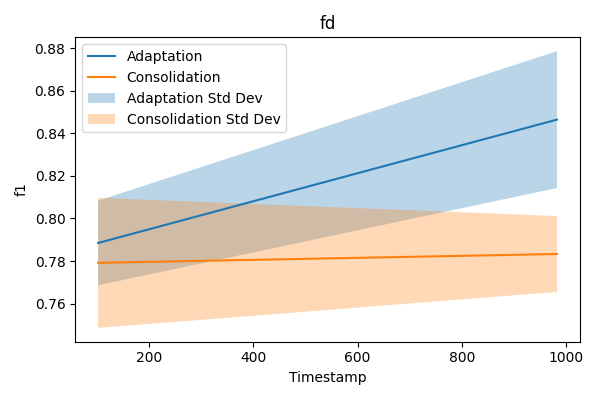 fd
0.88
0.86
0.84
0.82
0.80
0.78
0.76
f1
Adaptation
Consolidation
Adaptation Std Dev
Consolidation Std Dev
200
400
600
800
1000
Timestamp